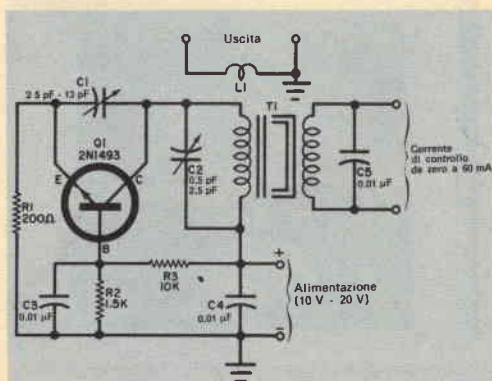 Uscita
L1
C1
2.5 pF - 13 pF
T1
Q1
2N1493
C2
0,5 pF
2,5 pF
C5
0.01 µF
Corrente
di controllo
da zero a 60 mA
E
C
B
R1
200Ω
R3
10K
+
Alimentazione
(10 V - 20 V)
C3
0.01 µF
R2
1.5K
C4
0.01 µF
-